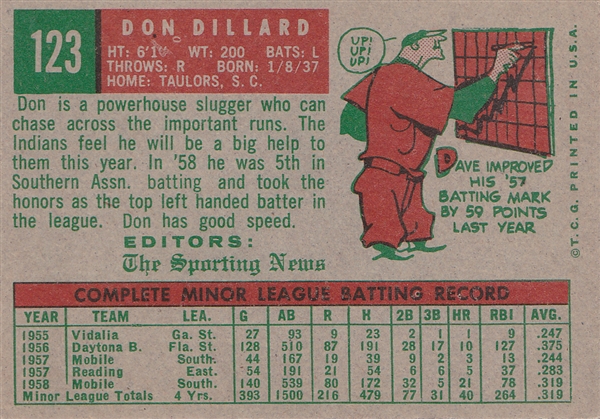 123
DON DILLARD
HT: 6'1" WT: 200 BATS: L
THROWS: R BORN: 1/8/37
HOME: TAULORS, S. C.
Don is a powerhouse slugger who can
chase across the important runs. The
Indians feel he will be a big help to
them this year. In '58 he was 5th in
Southern Assn. batting and took the
honors as the top left handed batter in
the league. Don has good speed.
EDITORS:
The Sporting News
UP!
UP!
UP!
DAVE IMPROVED
HIS '57
BATTING MARK
BY 59 POINTS
LAST YEAR
©T. C. G. PRINTED IN U.S.A.
COMPLETE MINOR LEAGUE BATTING RECORD
YEAR TEAM LEA. G AB R H 2B 3B HR RBI AVG.
1955 Vidalia Ga. St. 27 93 9 23 2 1 1 9 .247
1956 Daytona B. Fla. St. 128 510 87 191 28 17 10 127 .375
1957 Mobile South. 44 167 19 39 9 2 3 13 .244
1957 Reading East. 54 191 21 54 6 6 5 37 .283
1958 Mobile South. 140 539 80 172 32 5 21 78 .319
Minor League Totals 4 Yrs. 393 1500 216 479 77 31 40 264 .319